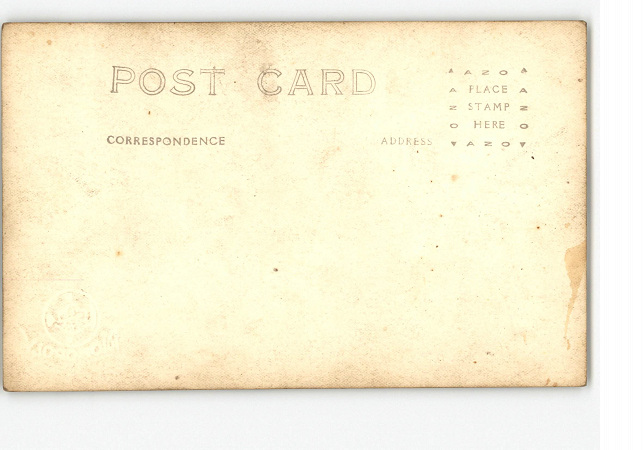 POST CARD
AZO
PLACE
STAMP
HERE
AZO
CORRESPONDENCE
ADDRESS